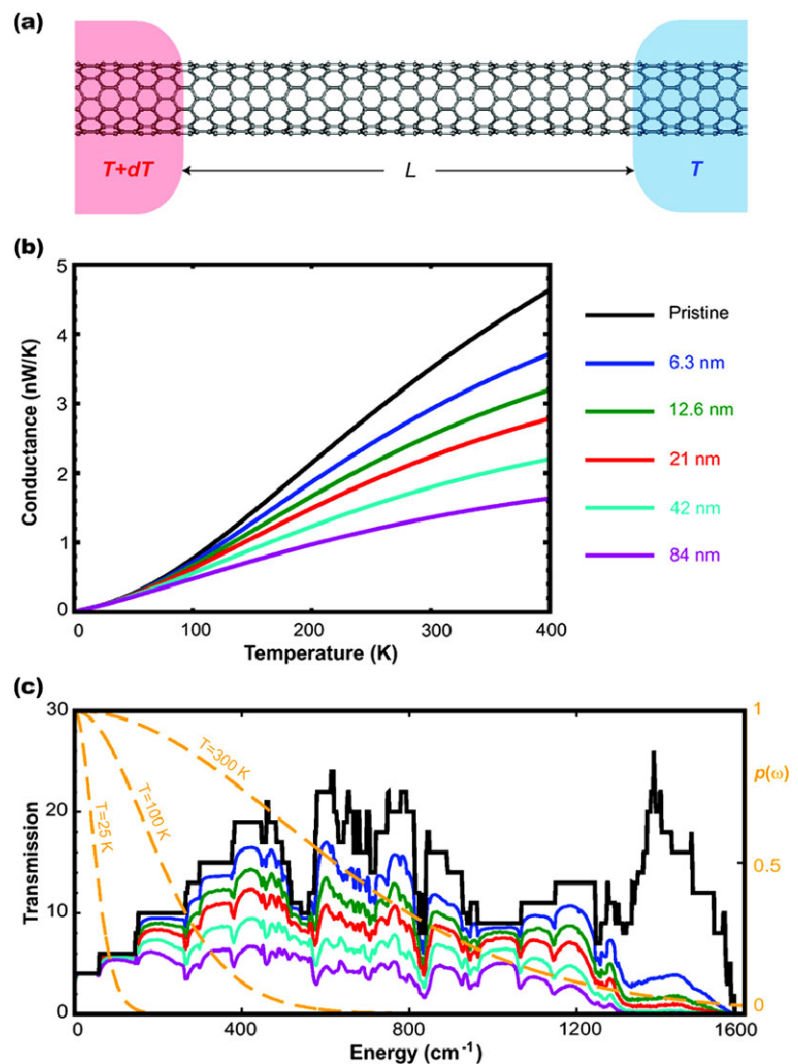 (a)
T+dT
L
T
(b)
5
4
3
2
1
0
Conductance (nW/K)
0
100
200
300
400
Temperature (K)
Pristine
6.3 nm
12.6 nm
21 nm
42 nm
84 nm
(c)
30
20
10
0
Transmission
T=25 K
T=100 K
T=300 K
1
p(ω)
0.5
0
0
400
800
1200
1600
Energy (cm-1)